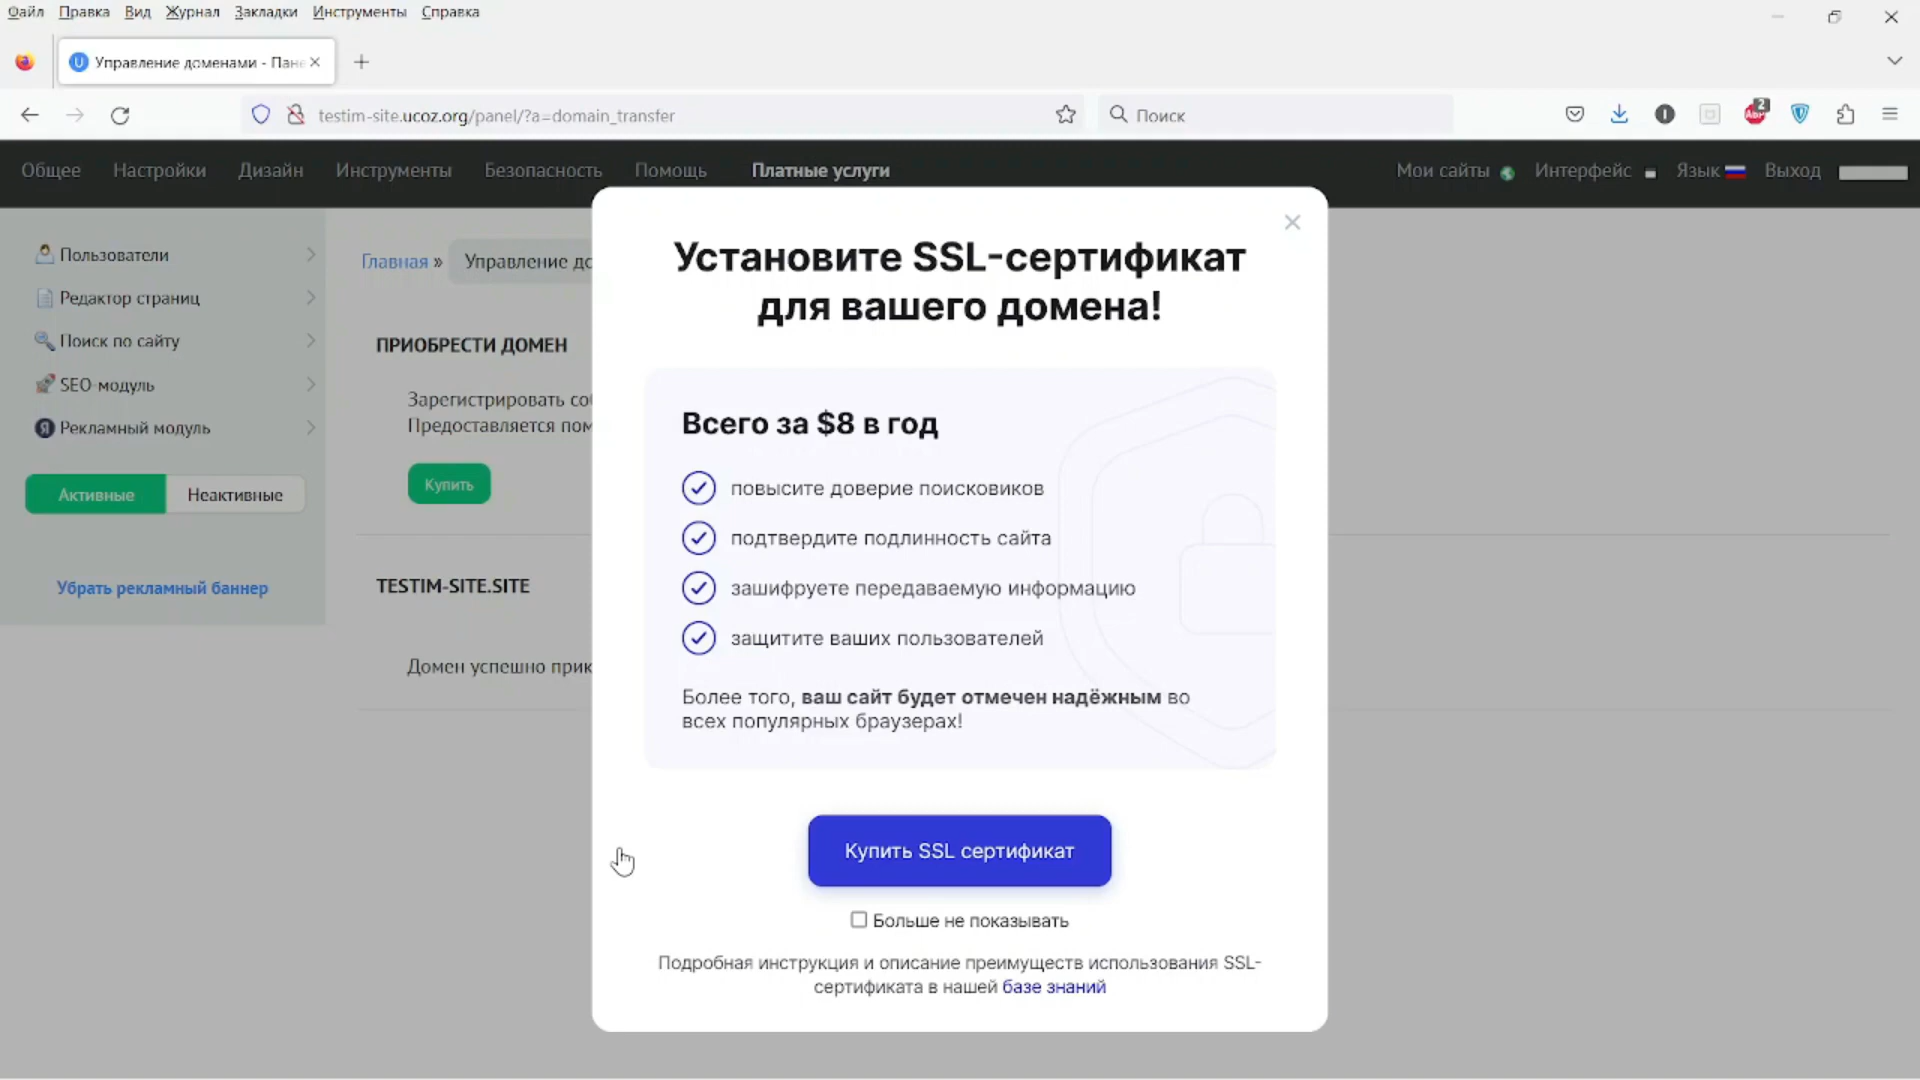 Файл Правка Вид Журнал Закладки Инструменты Справка
Управление доменами - Пане
testim-site.ucoz.org/panel/?a=domain_transfer
Поиск
ABP 2
Общее Настройки Дизайн Инструменты Безопасность Помощь Платные услуги Мои сайты Интерфейс Язык Выход
Пользователи
Редактор страниц
Поиск по сайту
SEO-модуль
Рекламный модуль
Активные Неактивные
Убрать рекламный баннер
Главная » Управление до
ПРИОБРЕСТИ ДОМЕН
Зарегистрировать со
Предоставляется пом
Купить
TESTIM-SITE.SITE
Домен успешно прик
Установите SSL-сертификат
для вашего домена!
Всего за $8 в год
повысите доверие поисковиков
подтвердите подлинность сайта
зашифруете передаваемую информацию
защитите ваших пользователей
Более того, ваш сайт будет отмечен надёжным во
всех популярных браузерах!
Купить SSL сертификат
Больше не показывать
Подробная инструкция и описание преимуществ использования SSL-
сертификата в нашей базе знаний